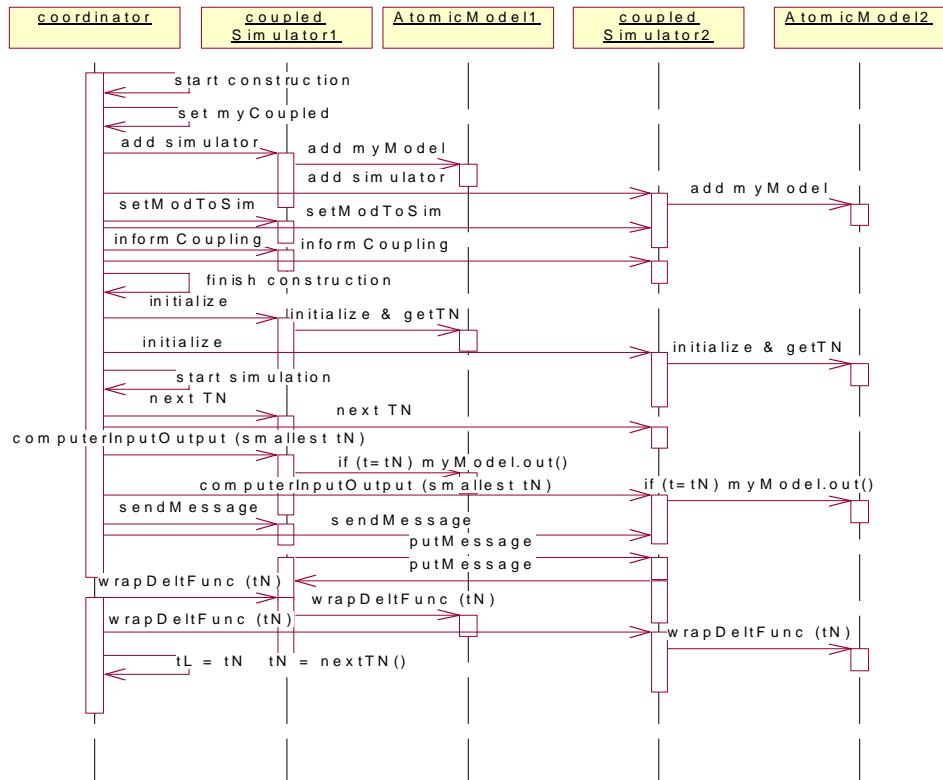 coordinator
coupled
Simulator1
AtomicModel1
coupled
Simulator2
AtomicModel2
start construction
set myCoupled
add simulator
add myModel
add simulator
add myModel
setModToSim
setModToSim
informCoupling
informCoupling
finish construction
initialize
initialize & getTN
initialize
initialize & getTN
start simulation
next TN
next TN
computerInputOutput (smallest tN)
if (t=tN) myModel.out()
computerInputOutput (smallest tN)
if (t=tN) myModel.out()
sendMessage
sendMessage
putMessage
putMessage
wrapDeltFunc (tN)
wrapDeltFunc (tN)
wrapDeltFunc (tN)
wrapDeltFunc (tN)
tL = tN tN = nextTN()